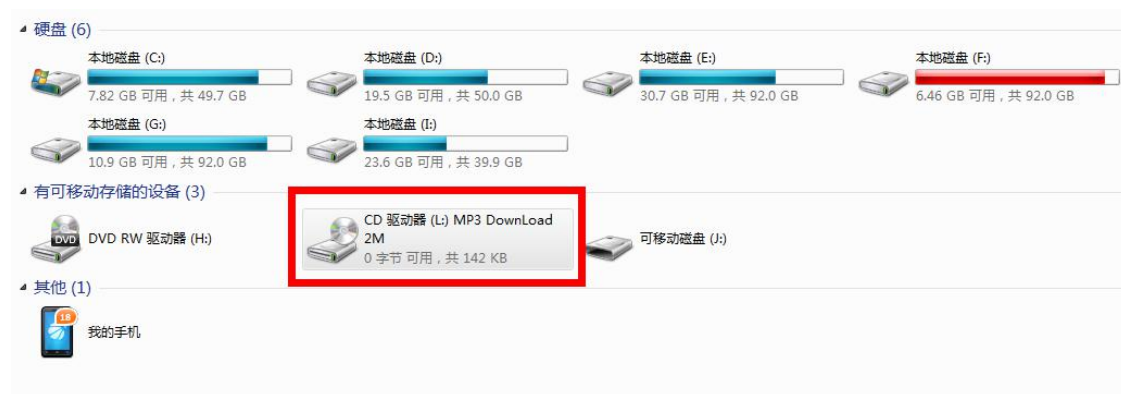 硬盘 (6)
本地磁盘 (C:)
7.82 GB 可用，共 49.7 GB
本地磁盘 (D:)
19.5 GB 可用，共 50.0 GB
本地磁盘 (E:)
30.7 GB 可用，共 92.0 GB
本地磁盘 (F:)
6.46 GB 可用，共 92.0 GB
本地磁盘 (G:)
10.9 GB 可用，共 92.0 GB
本地磁盘 (I:)
23.6 GB 可用，共 39.9 GB
有可移动存储的设备 (3)
DVD
DVD RW 驱动器 (H:)
CD 驱动器 (L:) MP3 DownLoad
2M
0 字节 可用，共 142 KB
可移动磁盘 (J:)
其他 (1)
18
我的手机